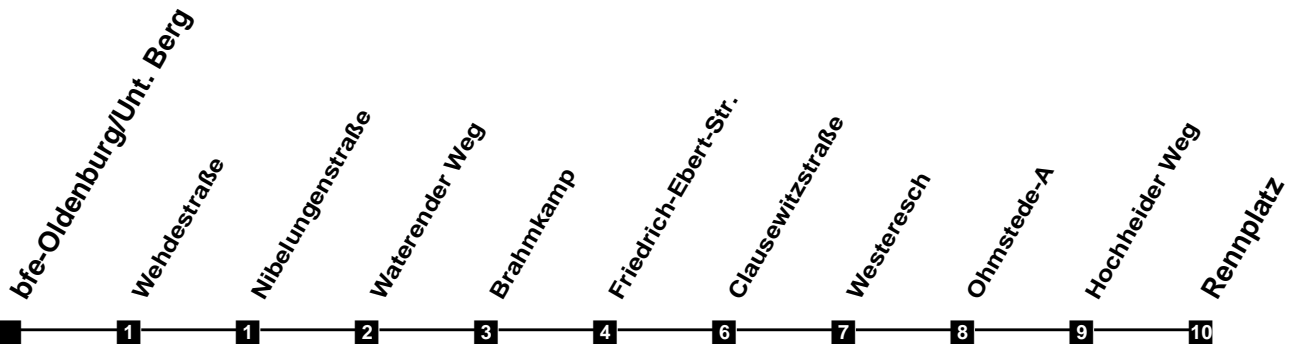 bfe-Oldenburg/Unt. Berg
Wehdestraße
Nibelungenstraße
Waterender Weg
Brahmkamp
Friedrich-Ebert-Str.
Clausewitzstraße
Westeresch
Ohmstede-A
Hochheider Weg
Rennplatz
1 1 2 3 4 6 7 8 9 10